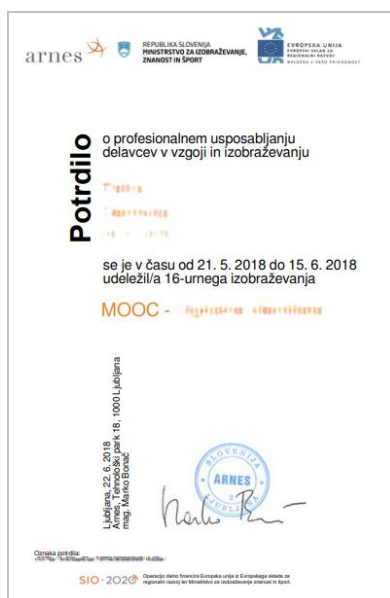 arnes
REPUBLIKA SLOVENIJA
MINISTRSTVO ZA IZOBRAŽEVANJE,
ZNANOST IN ŠPORT
EVROPSKA UNIJA
EVROPSKI SKLAD ZA
REGIONALNI RAZVOJ
NALOŽBA V VAŠO PRIHODNOST
Potrdilo
o profesionalnem usposabljanju
delavcev v vzgoji in izobraževanju
se je v času od 21. 5. 2018 do 15. 6. 2018
udeležil/a 16-urnega izobraževanja
MOOC -
Ljubljana, 22. 6. 2018
Arnes, Tehnološki park 18, 1000 Ljubljana
mag. Marko Bonač
SLOVENIJA
ARNES
2
LJUBLJANA
Oznaka potrdila:
SIO-2020
Operacijo delno financira Evropska unija iz Evropskega sklada za
regionalni razvoj ter Ministrstvo za izobraževanje znanost in šport.